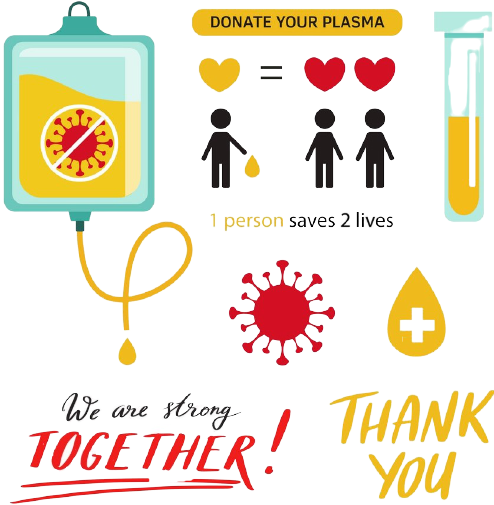 DONATE YOUR PLASMA
=
1 person saves 2 lives
We are strong
TOGETHER!
THANK
YOU